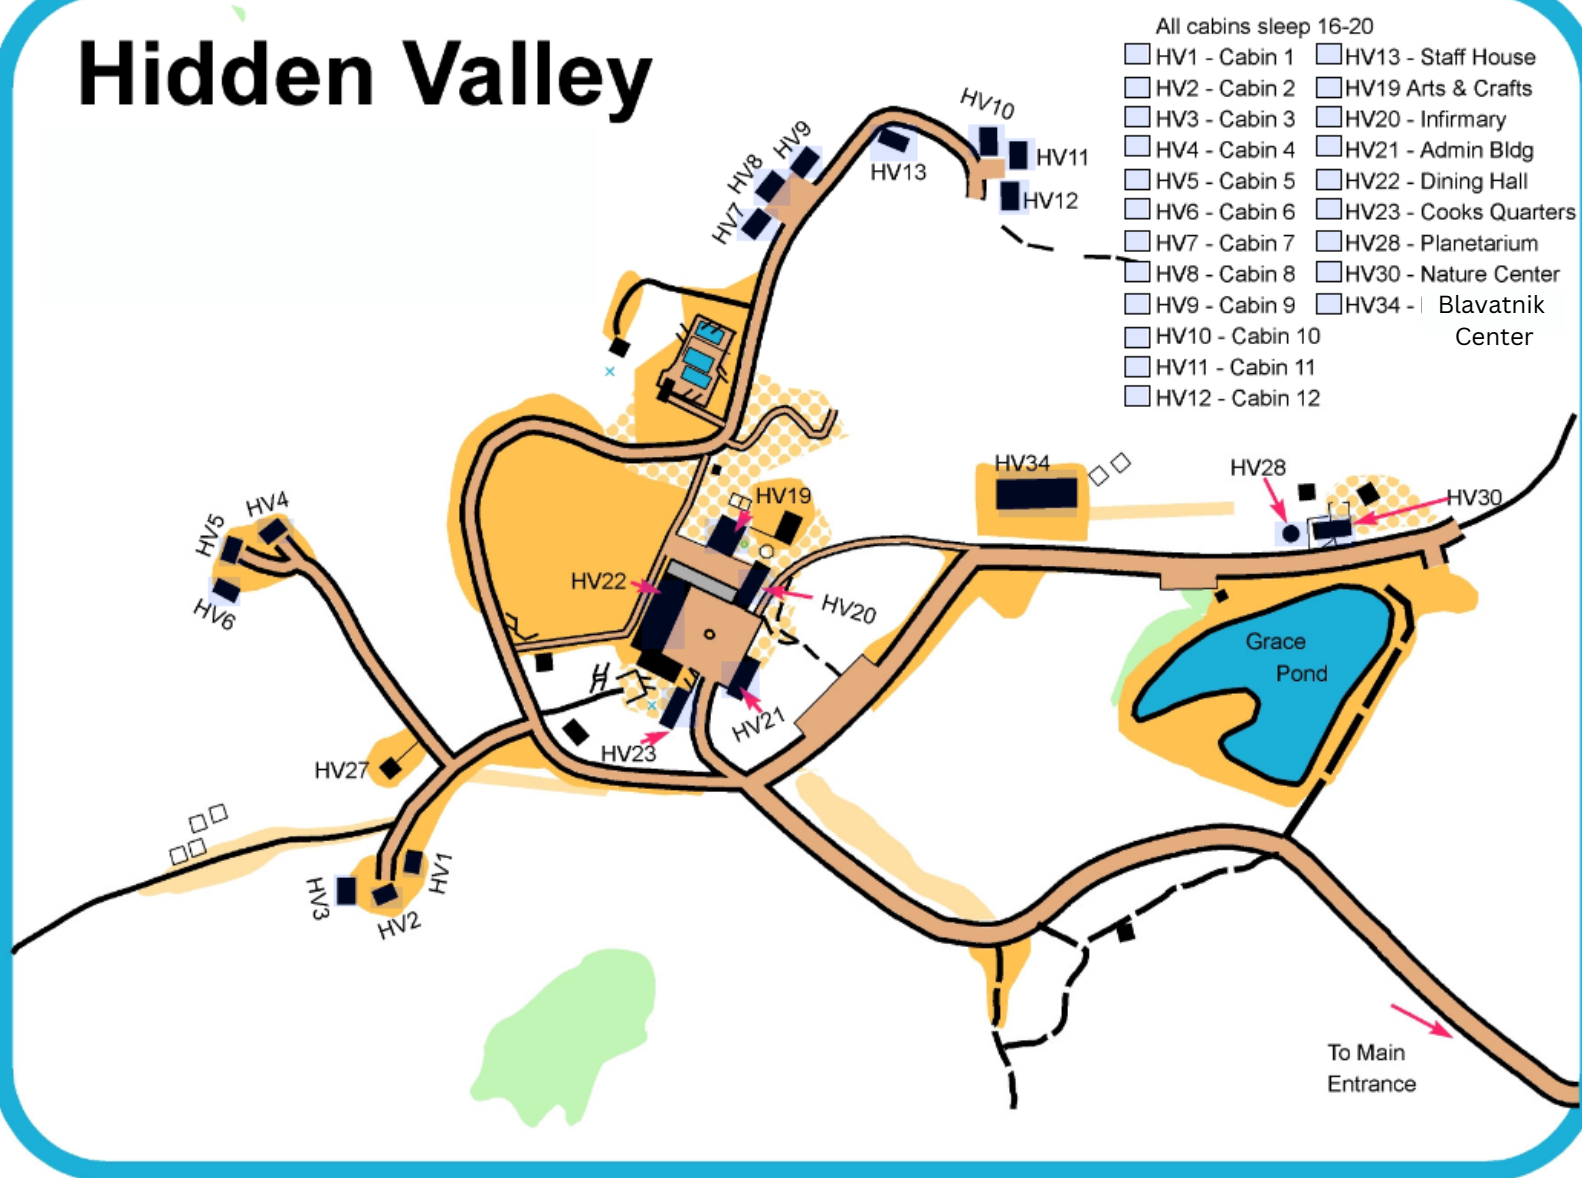 Hidden Valley
All cabins sleep 16-20
HV1 - Cabin 1
HV2 - Cabin 2
HV3 - Cabin 3
HV4 - Cabin 4
HV5 - Cabin 5
HV6 - Cabin 6
HV7 - Cabin 7
HV8 - Cabin 8
HV9 - Cabin 9
HV10 - Cabin 10
HV11 - Cabin 11
HV12 - Cabin 12
HV13 - Staff House
HV19 Arts & Crafts
HV20 - Infirmary
HV21 - Admin Bldg
HV22 - Dining Hall
HV23 - Cooks Quarters
HV28 - Planetarium
HV30 - Nature Center
HV34 - Blavatnik
Center
HV10
HV9
HV11
HV8
HV13
HV12
HV7
HV34
HV28
HV30
HV19
HV4
HV5
HV22
HV20
HV6
Grace
Pond
HV21
HV23
HV27
HV1
HV3
HV2
To Main
Entrance